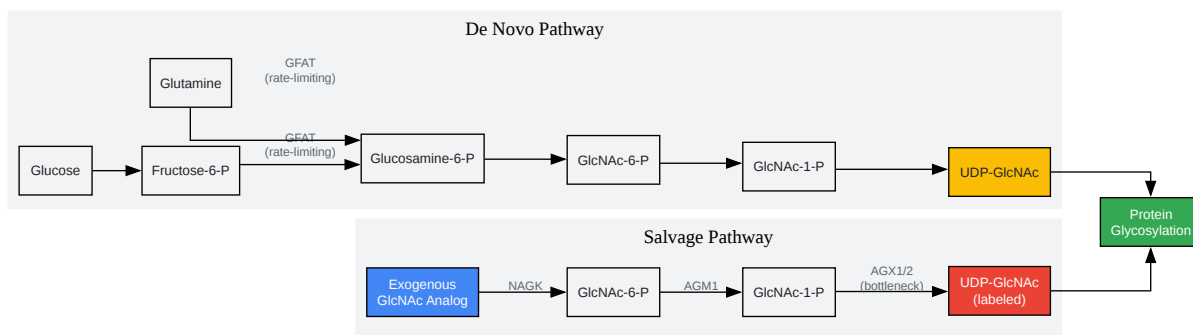 De Novo Pathway
GFAT
(rate-limiting)
Glutamine
GFAT
(rate-limiting)
Glucose
Fructose-6-P
Glucosamine-6-P
GlcNAc-6-P
GlcNAc-1-P
UDP-GlcNAc
Protein
Glycosylation
Salvage Pathway
Exogenous
GlcNAc Analog
NAGK
GlcNAc-6-P
AGM1
GlcNAc-1-P
AGX1/2
(bottleneck)
UDP-GlcNAc
(labeled)